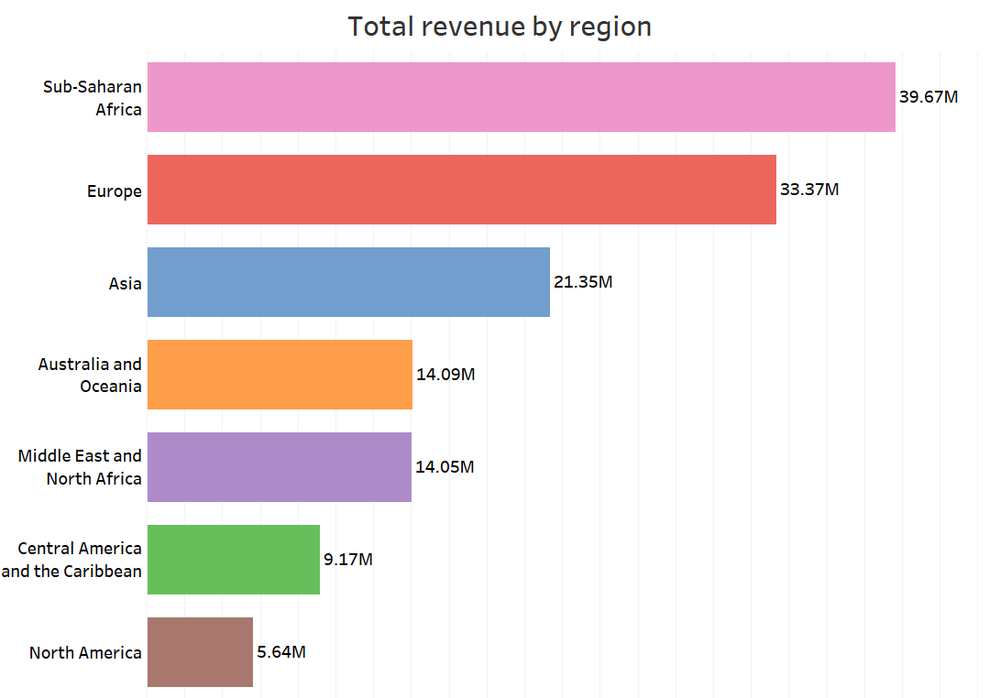 Total revenue by region
Sub-Saharan
Africa
39.67M
Europe
33.37M
Asia
21.35M
Australia and
Oceania
14.09M
Middle East and
North Africa
14.05M
Central America
and the Caribbean
9.17M
North America
5.64M